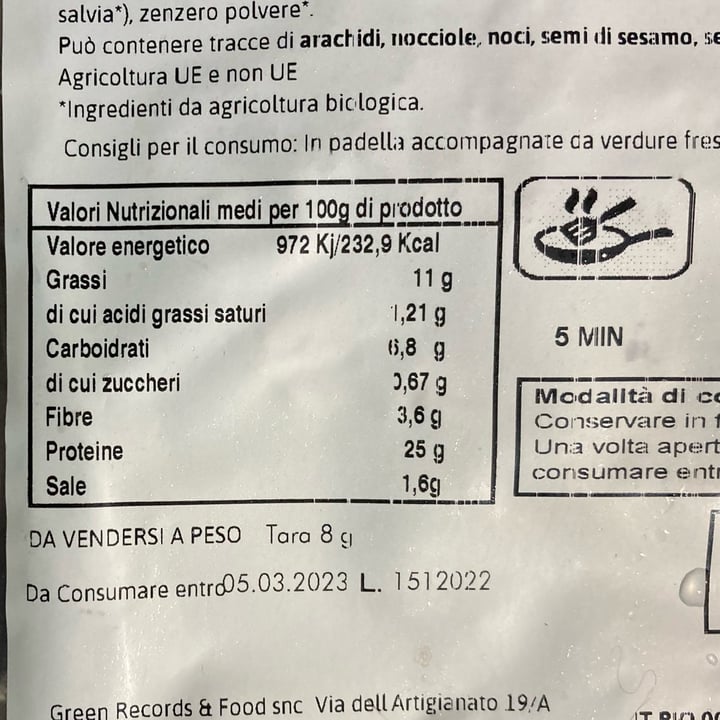 salvia*), zenzero polvere*.
Può contenere tracce di arachidi, nocciole, noci, semi di sesamo,
Agricoltura UE e non UE
*Ingredienti da agricoltura biologica.
Consigli per il consumo: In padella accompagnate da verdure
Valori Nutrizionali medi per 100g di prodotto
Valore energetico 972 Kj/232,9 Kcal
Grassi 11 g
di cui acidi grassi saturi 1,21 g
Carboidrati 6,8 g
di cui zuccheri 0,67 g
Fibre 3,6 g
Proteine 25 g
Sale 1,6g
5 MIN
Modalità di
Conservare in
Una volta
consumare
DA VENDERSI A PESO Tara 8 g
Da Consumare entro 05.03.2023 L. 1512022
Green Records & Food snc Via dell Artigianato 19/A